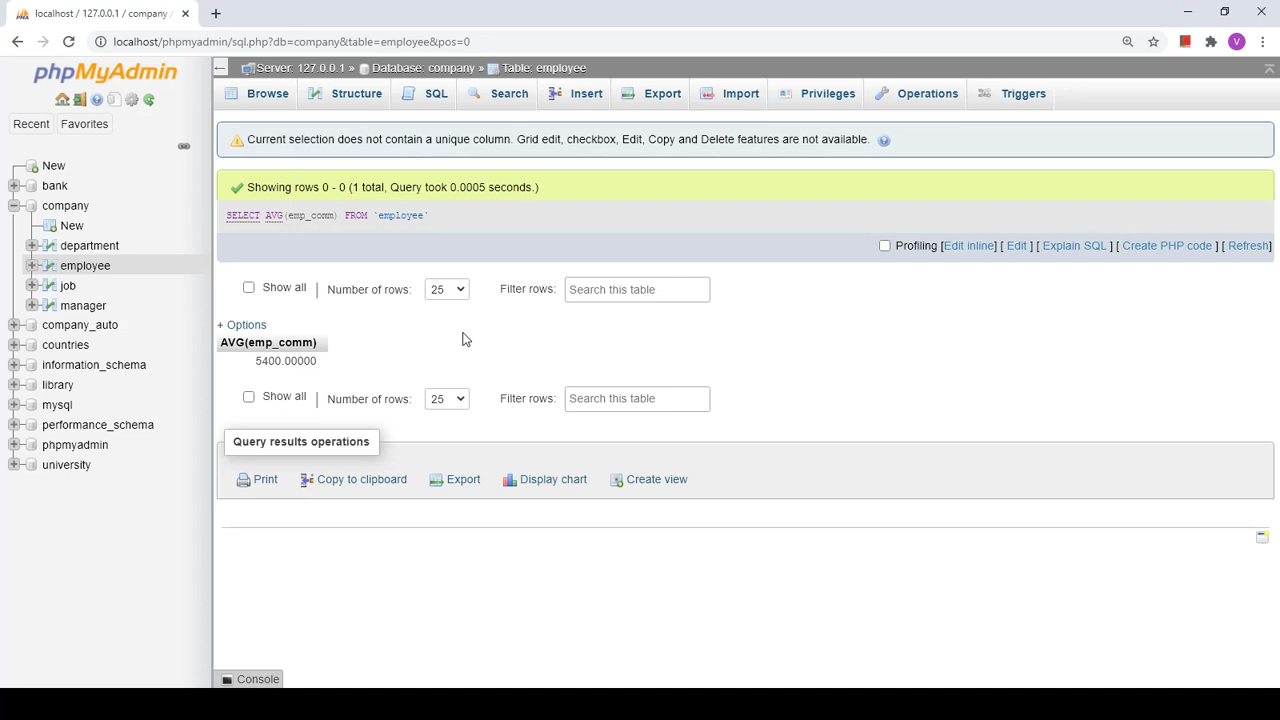 localhost / 127.0.0.1 / company /
localhost/phpmyadmin/sql.php?db=company&table=employee&pos=0
V
phpMyAdmin
Recent
Favorites
New
bank
company
New
department
employee
job
manager
company_auto
countries
information_schema
library
mysql
performance_schema
phpmyadmin
university
Server: 127.0.0.1 » Database: company » Table: employee
Browse
Structure
SQL
Search
Insert
Export
Import
Privileges
Operations
Triggers
Current selection does not contain a unique column. Grid edit, checkbox, Edit, Copy and Delete features are not available.
Showing rows 0 - 0 (1 total, Query took 0.0005 seconds.)
SELECT AVG(emp_comm) FROM `employee`
Profiling [Edit inline] [ Edit ] [ Explain SQL ] [ Create PHP code ] [ Refresh]
Show all | Number of rows: 25 Filter rows: Search this table
+ Options
AVG(emp_comm)
5400.00000
Show all | Number of rows: 25 Filter rows: Search this table
Query results operations
Print
Copy to clipboard
Export
Display chart
Create view
Console